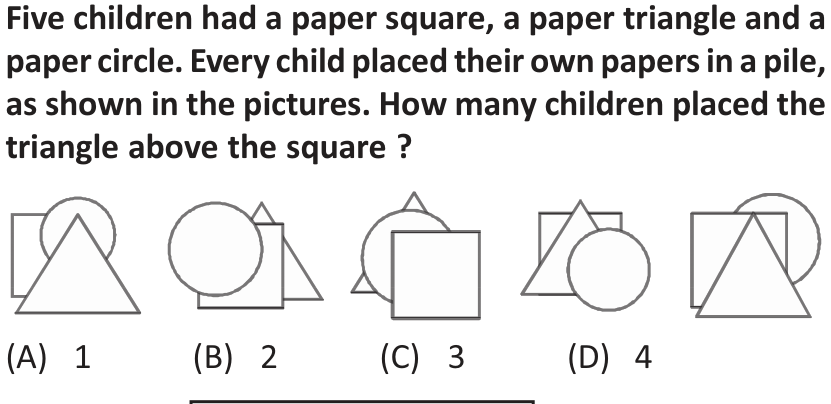 Five children had a paper square, a paper triangle and a
paper circle. Every child placed their own papers in a pile,
as shown in the pictures. How many children placed the
triangle above the square ?
(A) 1 (B) 2 (C) 3 (D) 4